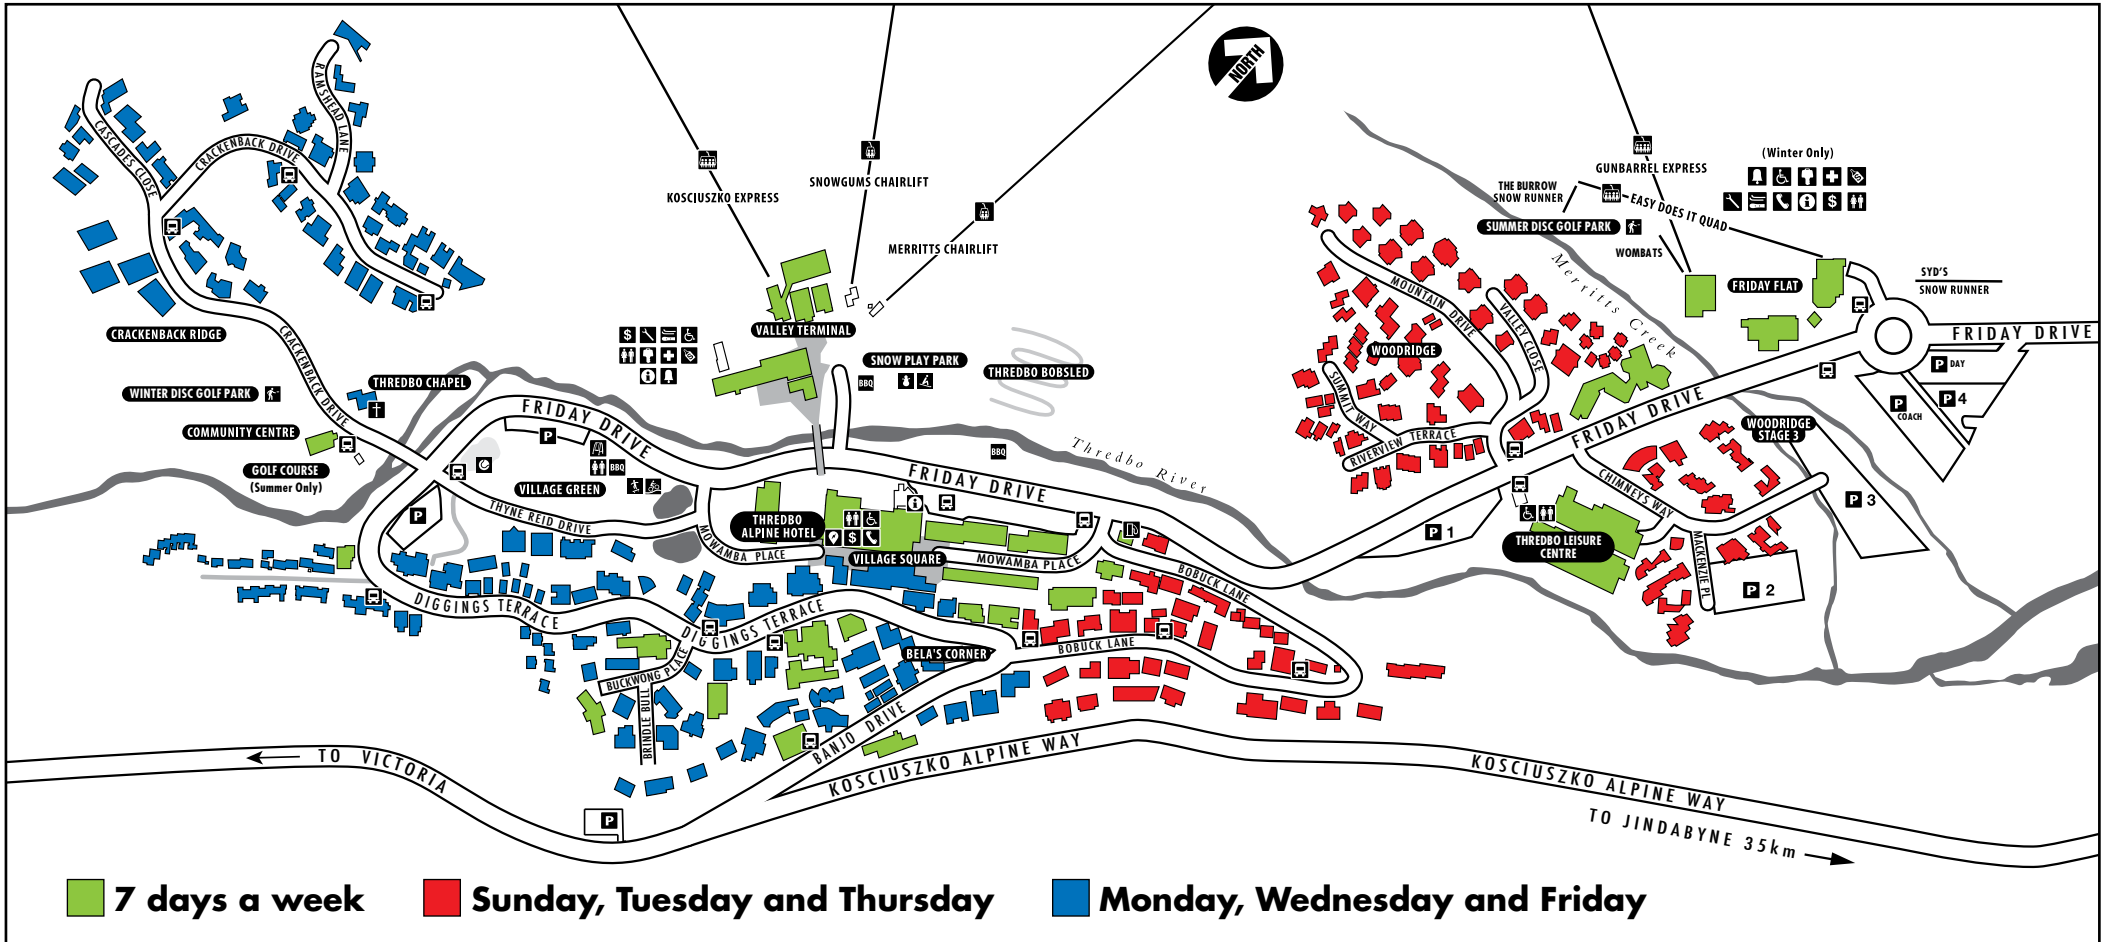 NORTH
RAMSHEAD LANE
CASCADES CLOSE
CRACKENBACK DRIVE
KOSCIUSZKO EXPRESS
SNOWGUMS CHAIRLIFT
MERRITTS CHAIRLIFT
GUNBARREL EXPRESS
(Winter Only)
THE BURROW
SNOW RUNNER
EASY DOES IT QUAD
SUMMER DISC GOLF PARK
WOMBATS
Merritts Creek
FRIDAY FLAT
SYD'S
SNOW RUNNER
FRIDAY DRIVE
P DAY
P 4
P
COACH
CRACKENBACK RIDGE
CRACKENBACK DRIVE
WINTER DISC GOLF PARK
THREDBO CHAPEL
COMMUNITY CENTRE
GOLF COURSE
(Summer Only)
VALLEY TERMINAL
$
i
SNOW PLAY PARK
BBQ
THREDBO BOBSLED
BBQ
Thredbo River
MOUNTAIN DRIVE
VALLEY CLOSE
WOODRIDGE
SUMMIT WAY
RIVERVIEW TERRACE
FRIDAY DRIVE
WOODRIDGE
STAGE 3
CHIMNEYS WAY
MACKENZIE PL
P 3
P 2
P 1
THREDBO LEISURE
CENTRE
$
i
FRIDAY DRIVE
P
BBQ
VILLAGE GREEN
P
THYNE REID DRIVE
MOWAMBA PLACE
THREDBO
ALPINE HOTEL
$
i
VILLAGE SQUARE
FRIDAY DRIVE
MOWAMBA PLACE
BOBUCK LANE
DIGGINGS TERRACE
DIGGINGS TERRACE
BOBUCK LANE
BELA'S CORNER
BUCKWONG PLACE
BRINDLE BULL
BANJO DRIVE
KOSCIUSZKO ALPINE WAY
KOSCIUSZKO ALPINE WAY
TO VICTORIA
TO JINDABYNE 35km
P
7 days a week
Sunday, Tuesday and Thursday
Monday, Wednesday and Friday